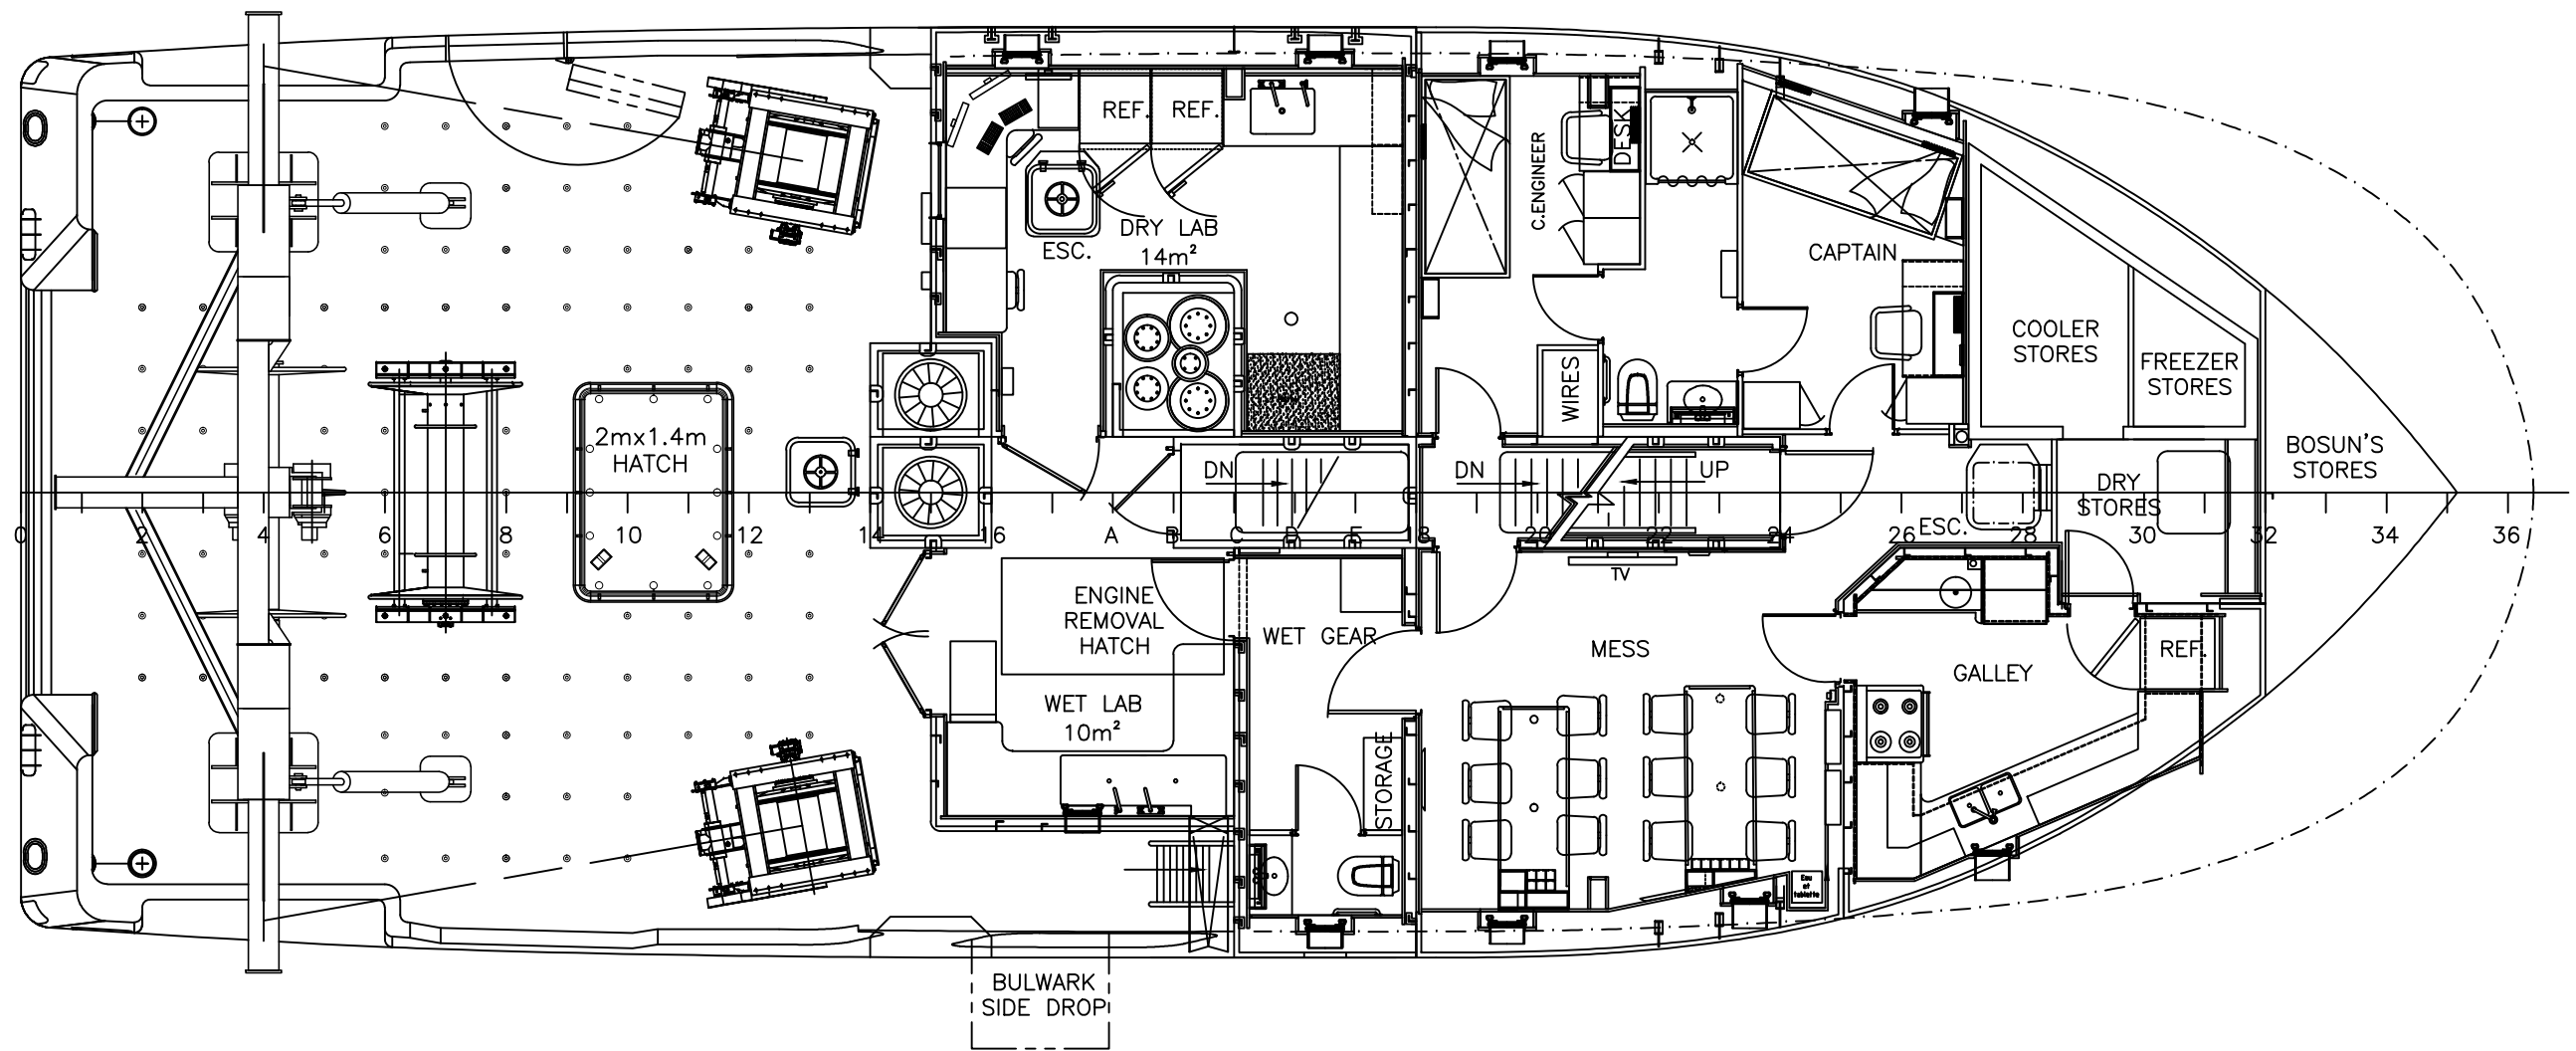 REF.
REF.
DRY LAB
14m²
ESC.
C.ENGINEER
DESK
CAPTAIN
COOLER
STORES
FREEZER
STORES
WIRES
2mx1.4m
HATCH
DN
DN
UP
DRY
STORES
BOSUN'S
STORES
ESC.
0 2 4 6 8 10 12 14 16 A B C D E 18 20 22 24 26 28 30 32 34 36
TV
ENGINE
REMOVAL
HATCH
WET GEAR
MESS
GALLEY
REF.
WET LAB
10m²
STORAGE
Eau
et
tablette
BULWARK
SIDE DROP